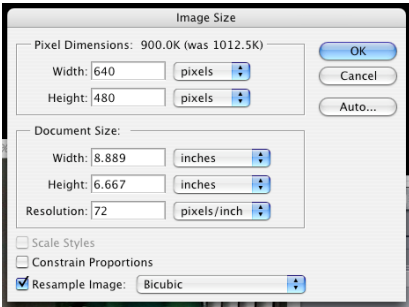 Image Size
Pixel Dimensions: 900.0K (was 1012.5K)
OK
Width: 640 pixels
Cancel
Height: 480 pixels
Auto...
Document Size:
Width: 8.889 inches
Height: 6.667 inches
Resolution: 72 pixels/inch
Scale Styles
Constrain Proportions
Resample Image: Bicubic